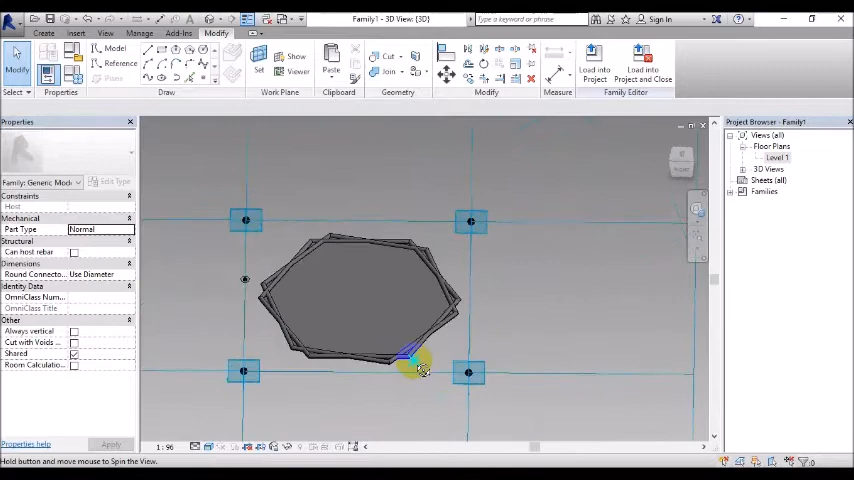 Family1 - 3D View: {3D}
Type a keyword or phrase
Sign In
Create Insert View Manage Add-Ins Modify
Modify
Model
Reference
Plane
Set
Show
Viewer
Paste
Cut
Join
Load into Project
Load into Project and Close
Select Properties Draw Work Plane Clipboard Geometry Modify Measure Family Editor
Properties
Family: Generic Mode
Edit Type
Constraints
Host
Mechanical
Part Type Normal
Structural
Can host rebar
Dimensions
Round Connecto... Use Diameter
Identity Data
OmniClass Num...
OmniClass Title
Other
Always vertical
Cut with Voids ...
Shared
Room Calculatio...
Properties help
Apply
Project Browser - Family1
Views (all)
Floor Plans
Level 1
3D Views
Sheets (all)
Families
1 : 96
Hold button and move mouse to Spin the View.
:0